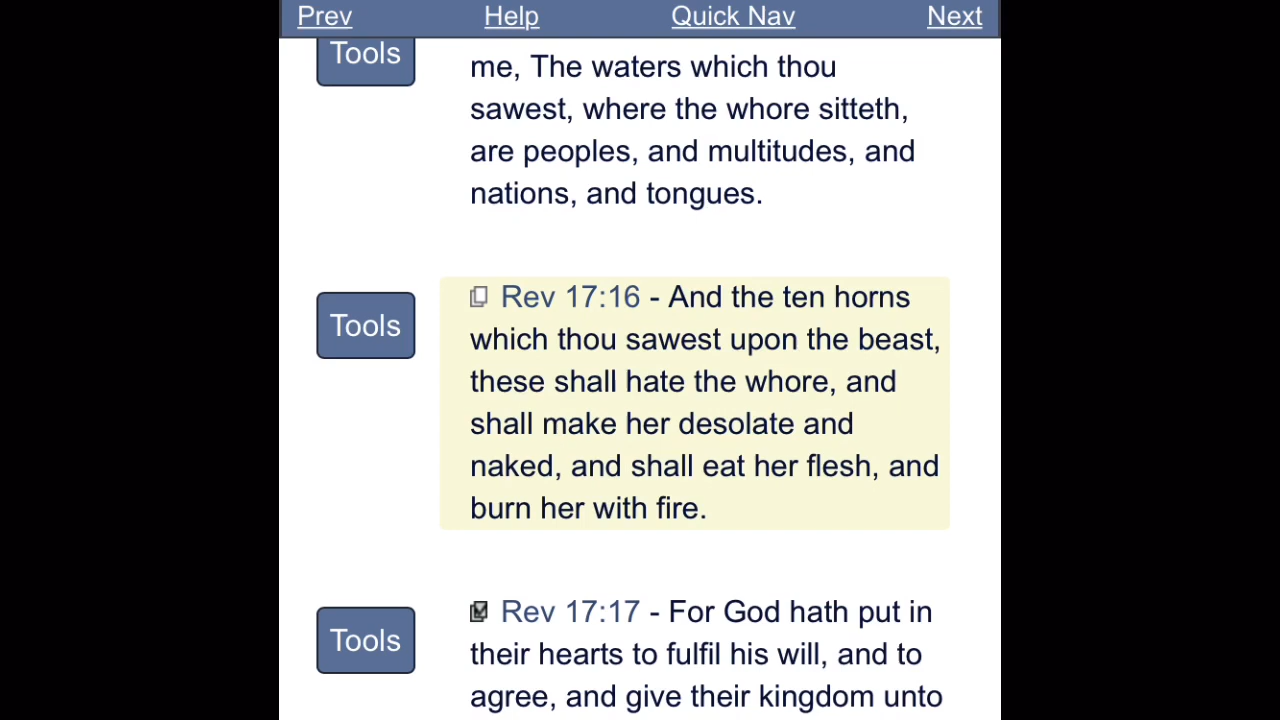 Prev Help Quick Nav Next
Tools
me, The waters which thou
sawest, where the whore sitteth,
are peoples, and multitudes, and
nations, and tongues.
Tools
Rev 17:16 - And the ten horns
which thou sawest upon the beast,
these shall hate the whore, and
shall make her desolate and
naked, and shall eat her flesh, and
burn her with fire.
Tools
Rev 17:17 - For God hath put in
their hearts to fulfil his will, and to
agree, and give their kingdom unto